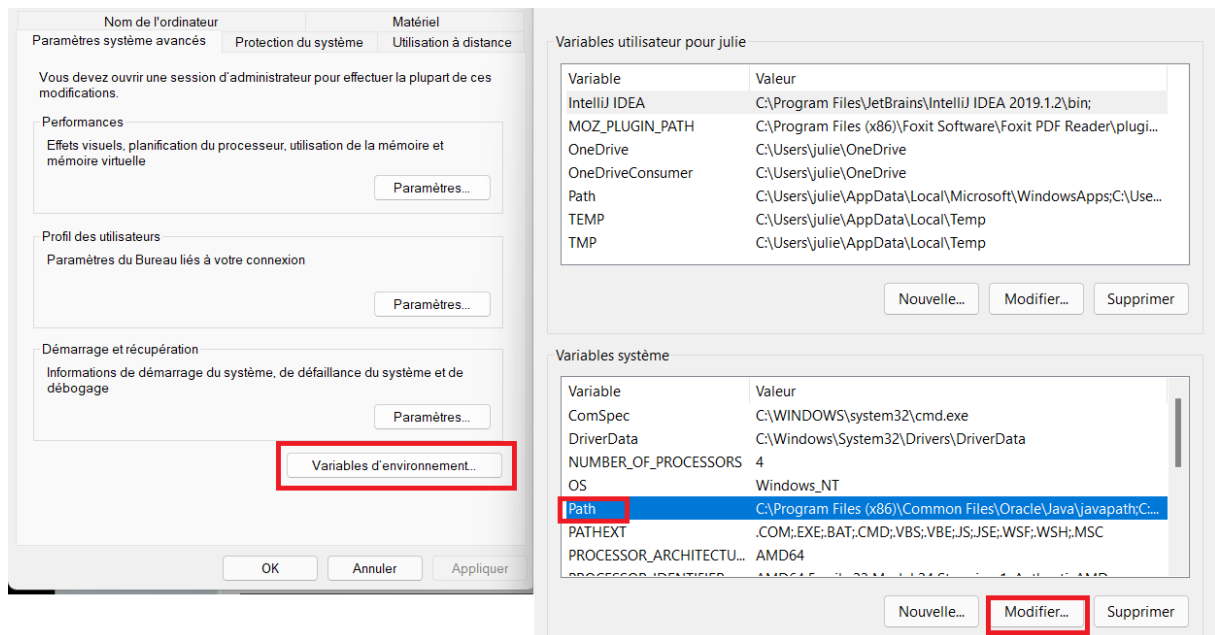 Nom de l'ordinateur
Matériel
Paramètres système avancés
Protection du système
Utilisation à distance
Vous devez ouvrir une session d'administrateur pour effectuer la plupart de ces
modifications.
Performances
Effets visuels, planification du processeur, utilisation de la mémoire et
mémoire virtuelle
Paramètres...
Profil des utilisateurs
Paramètres du Bureau liés à votre connexion
Paramètres...
Démarrage et récupération
Informations de démarrage du système, de défaillance du système et de
débogage
Paramètres...
Variables d'environnement...
OK
Annuler
Appliquer
Variables utilisateur pour julie
Variable Valeur
IntelliJ IDEA C:\Program Files\JetBrains\IntelliJ IDEA 2019.1.2\bin;
MOZ_PLUGIN_PATH C:\Program Files (x86)\Foxit Software\Foxit PDF Reader\plugi...
OneDrive C:\Users\julie\OneDrive
OneDriveConsumer C:\Users\julie\OneDrive
Path C:\Users\julie\AppData\Local\Microsoft\WindowsApps;C:\Use...
TEMP C:\Users\julie\AppData\Local\Temp
TMP C:\Users\julie\AppData\Local\Temp
Nouvelle...
Modifier...
Supprimer
Variables système
Variable Valeur
ComSpec C:\WINDOWS\system32\cmd.exe
DriverData C:\Windows\System32\Drivers\DriverData
NUMBER_OF_PROCESSORS 4
OS Windows_NT
Path C:\Program Files (x86)\Common Files\Oracle\Java\javapath;C:...
PATHEXT .COM;.EXE;.BAT;.CMD;.VBS;.VBE;.JS;.JSE;.WSF;.WSH;.MSC
PROCESSOR_ARCHITECTU... AMD64
Nouvelle...
Modifier...
Supprimer